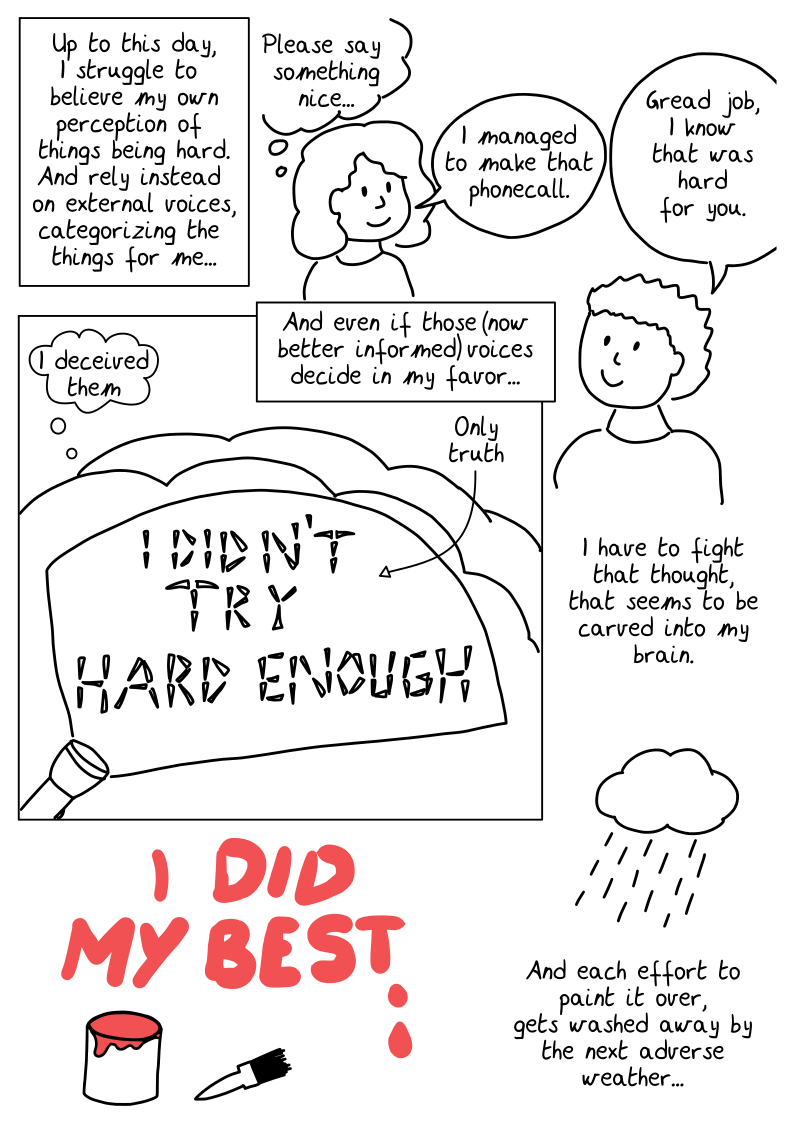 Up to this day,
I struggle to
believe my own
perception of
things being hard.
And rely instead
on external voices,
categorizing the
things for me...
Please say
something
nice...
I managed
to make that
phonecall.
Gread job,
I know
that was
hard
for you.
And even if those (now
better informed) voices
decide in my favor...
I deceived
them
Only
truth
I DIDN'T
TRY
HARD ENOUGH
I have to fight
that thought,
that seems to be
carved into my
brain.
I DID
MY BEST
And each effort to
paint it over,
gets washed away by
the next adverse
weather...